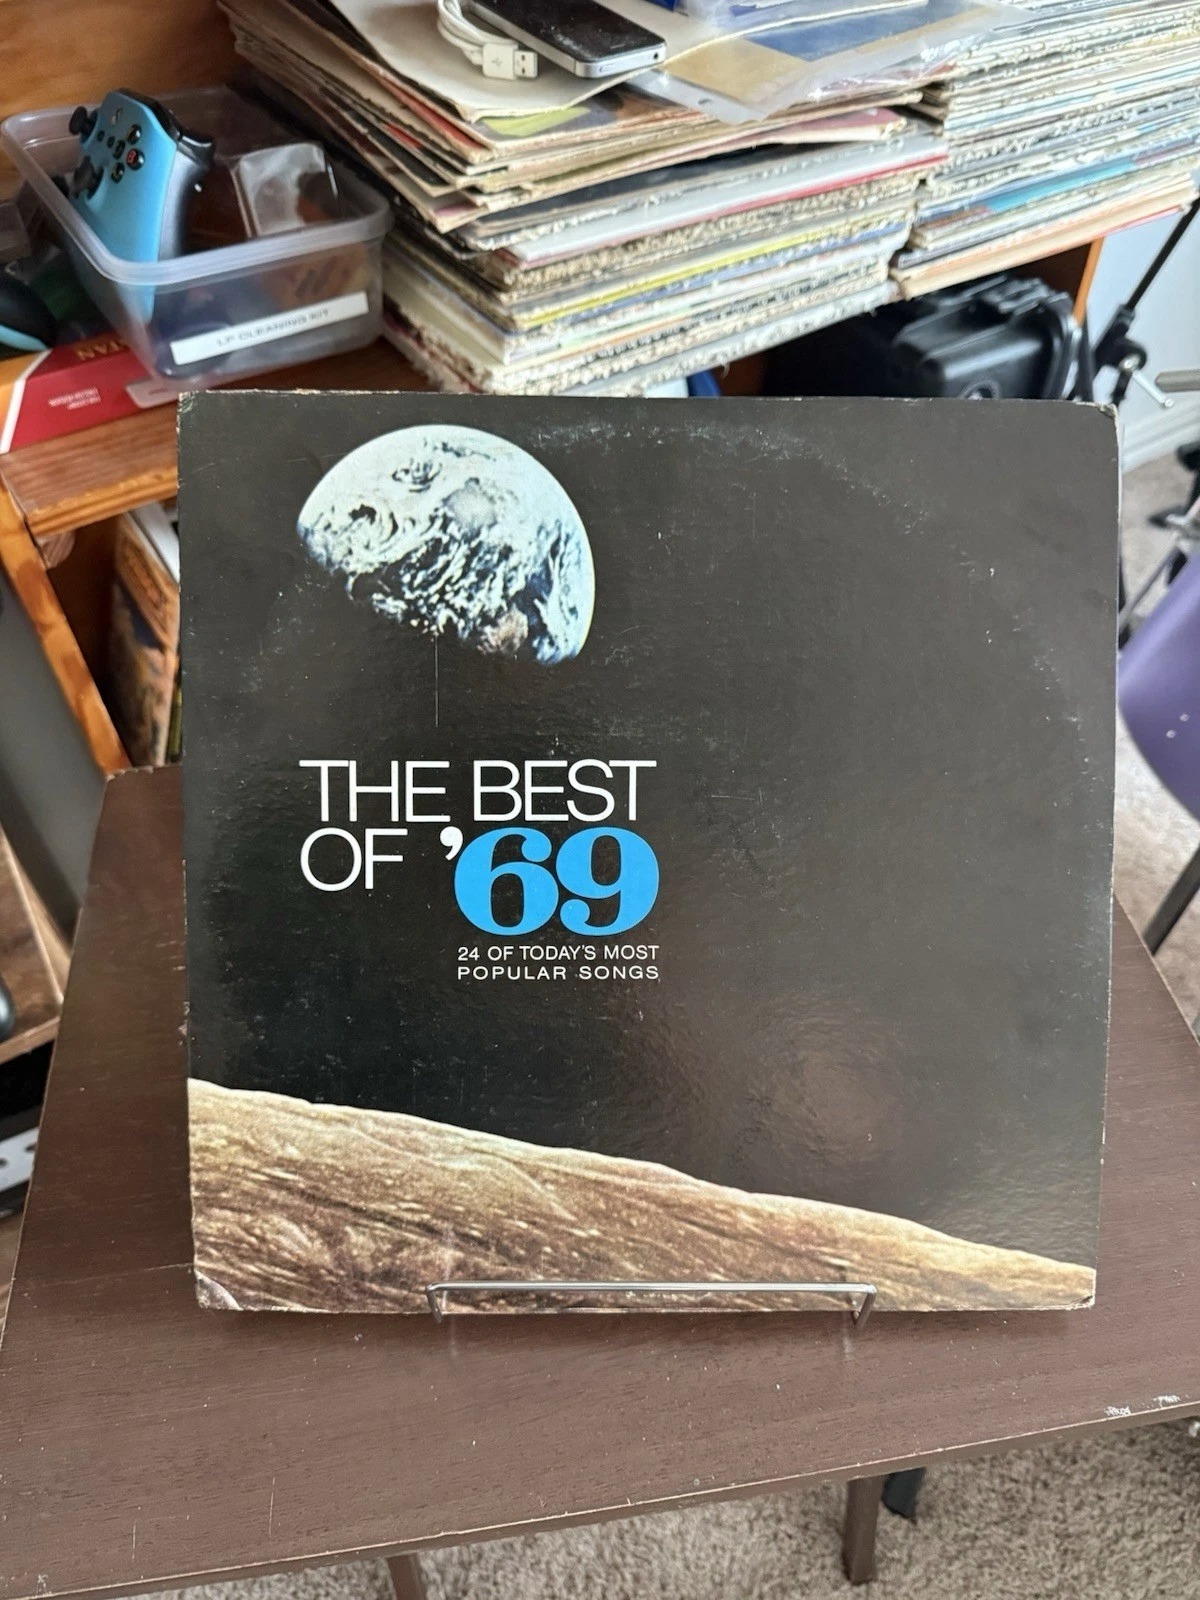 LP CLEANING KIT
THE BEST
OF '69
24 OF TODAY'S MOST
POPULAR SONGS